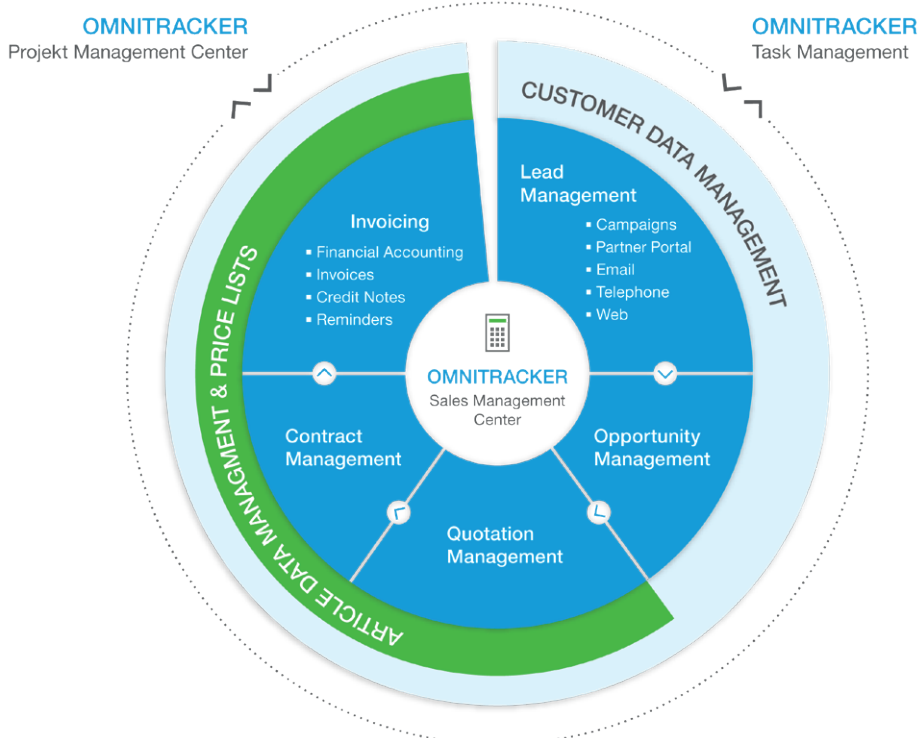 OMNITRACKER
Projekt Management Center
OMNITRACKER
Task Management
CUSTOMER DATA MANAGEMENT
Lead
Management
▪ Campaigns
▪ Partner Portal
▪ Email
▪ Telephone
▪ Web
Invoicing
▪ Financial Accounting
▪ Invoices
▪ Credit Notes
▪ Reminders
ARTICLE DATA MANAGMENT & PRICE LISTS
OMNITRACKER
Sales Management
Center
Contract
Management
Opportunity
Management
Quotation
Management